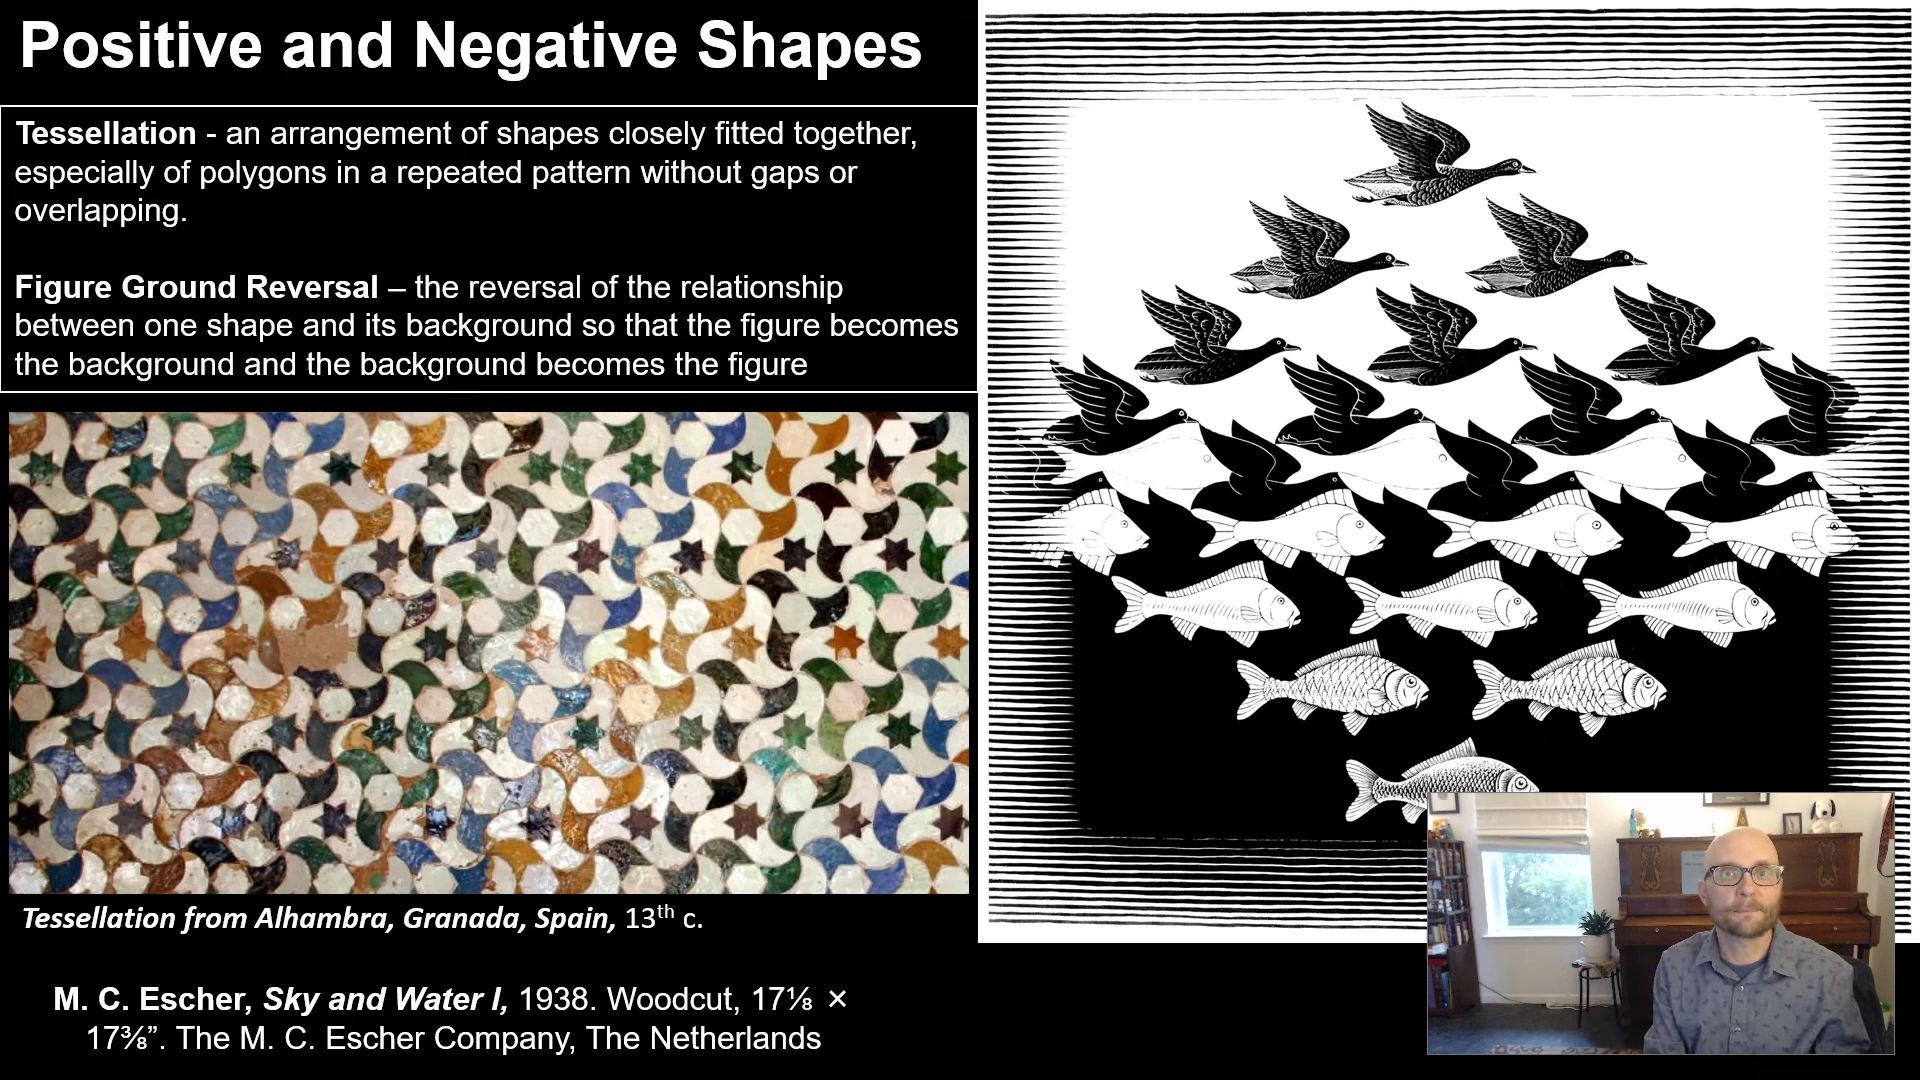 Positive and Negative Shapes
Tessellation - an arrangement of shapes closely fitted together,
especially of polygons in a repeated pattern without gaps or
overlapping.
Figure Ground Reversal – the reversal of the relationship
between one shape and its background so that the figure becomes
the background and the background becomes the figure
Tessellation from Alhambra, Granada, Spain, 13th c.
M. C. Escher, Sky and Water I, 1938. Woodcut, 17⅛ ×
17⅜”. The M. C. Escher Company, The Netherlands